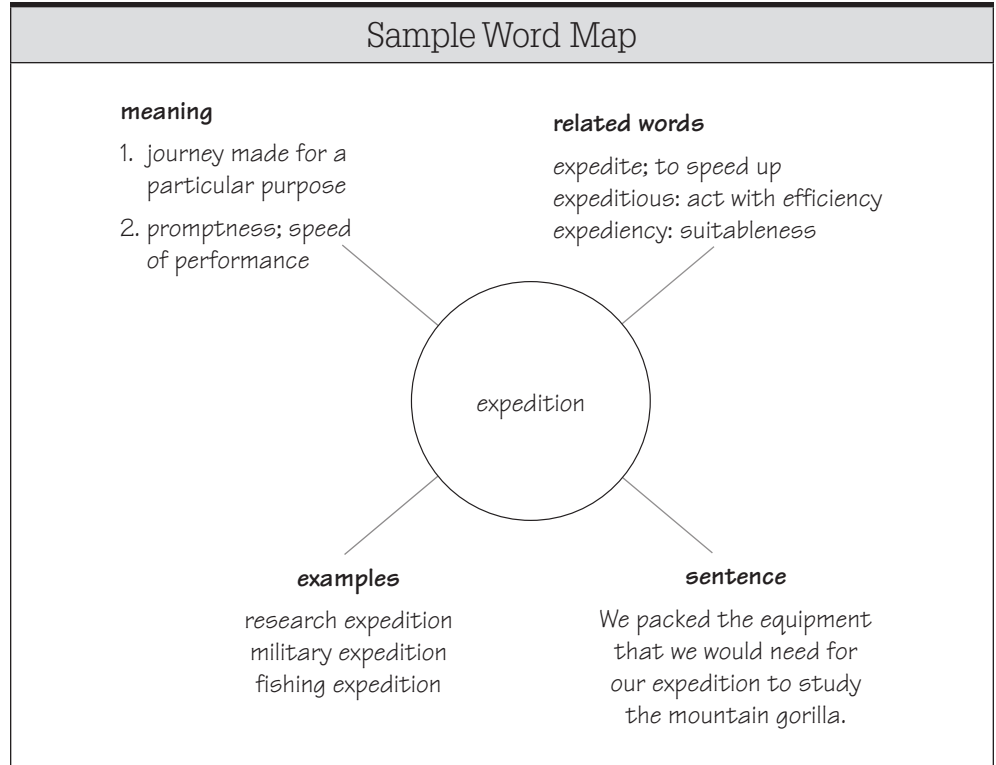 Sample Word Map
meaning
1. journey made for a
particular purpose
2. promptness; speed
of performance
related words
expedite; to speed up
expeditious: act with efficiency
expediency: suitableness
expedition
examples
research expedition
military expedition
fishing expedition
sentence
We packed the equipment
that we would need for
our expedition to study
the mountain gorilla.